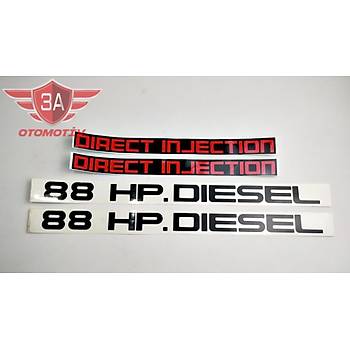 3A
OTOMOTİV
DIRECT INJECTION
DIRECT INJECTION
88 HP.DIESEL
88 HP.DIESEL